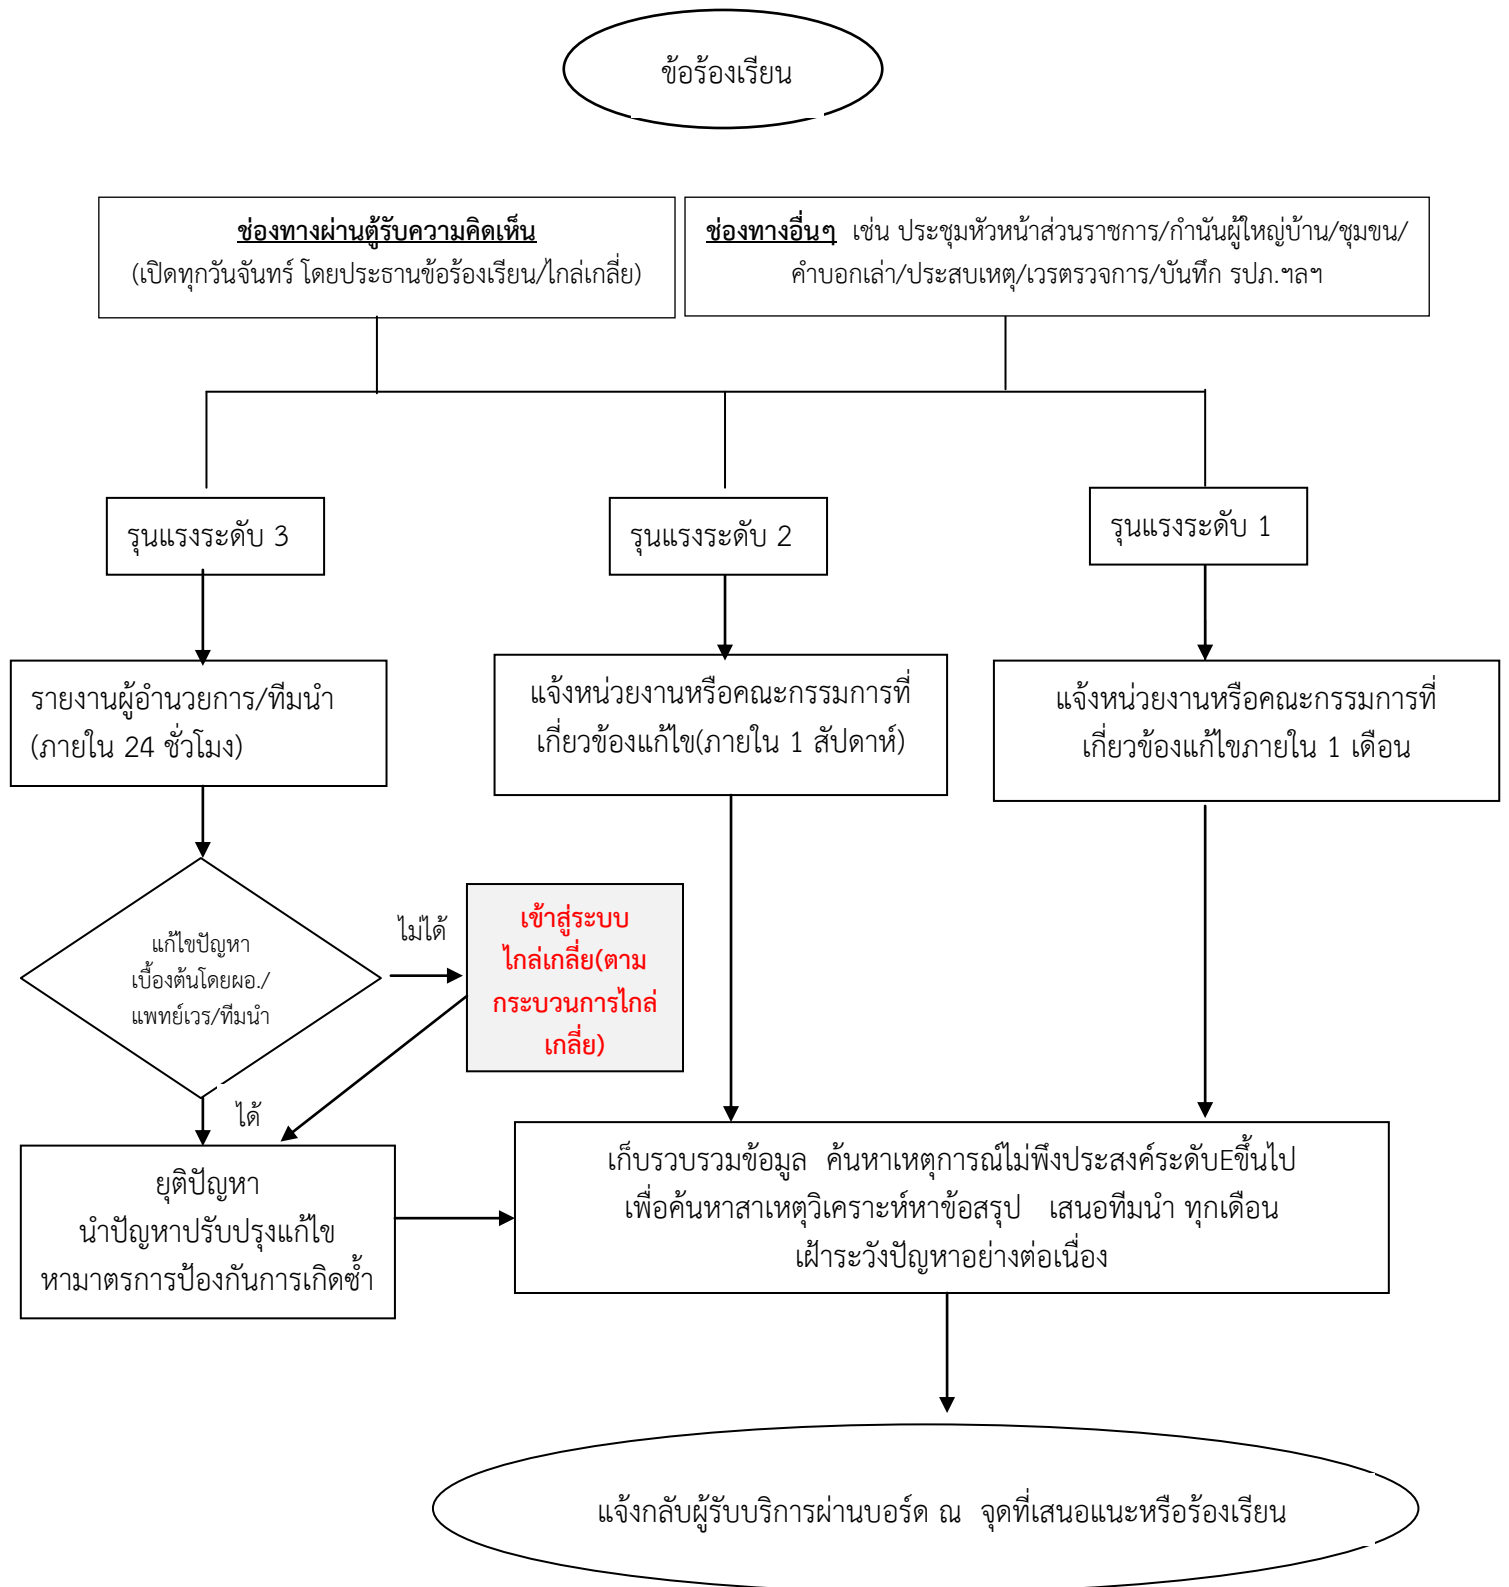 ข้อร้องเรียน
ช่องทางผ่านตู้รับความคิดเห็น
(เปิดทุกวันจันทร์ โดยประธานข้อร้องเรียน/ไกล่เกลี่ย)
ช่องทางอื่นๆ เช่น ประชุมหัวหน้าส่วนราชการ/กำนันผู้ใหญ่บ้าน/ชุมขน/
คำบอกเล่า/ประสบเหตุ/เวรตรวจการ/บันทึก รปภ.ฯลฯ
รุนแรงระดับ 3
รุนแรงระดับ 2
รุนแรงระดับ 1
รายงานผู้อำนวยการ/ทีมนำ
(ภายใน 24 ชั่วโมง)
แจ้งหน่วยงานหรือคณะกรรมการที่
เกี่ยวข้องแก้ไข(ภายใน 1 สัปดาห์)
แจ้งหน่วยงานหรือคณะกรรมการที่
เกี่ยวข้องแก้ไขภายใน 1 เดือน
แก้ไขปัญหา
เบื้องต้นโดยผอ./
แพทย์เวร/ทีมนำ
ไม่ได้
เข้าสู่ระบบ
ไกล่เกลี่ย(ตาม
กระบวนการไกล่
เกลี่ย)
ได้
ยุติปัญหา
นำปัญหาปรับปรุงแก้ไข
หามาตรการป้องกันการเกิดซ้ำ
เก็บรวบรวมข้อมูล ค้นหาเหตุการณ์ไม่พึงประสงค์ระดับEขึ้นไป
เพื่อค้นหาสาเหตุวิเคราะห์หาข้อสรุป เสนอทีมนำ ทุกเดือน
เฝ้าระวังปัญหาอย่างต่อเนื่อง
แจ้งกลับผู้รับบริการผ่านบอร์ด ณ จุดที่เสนอแนะหรือร้องเรียน